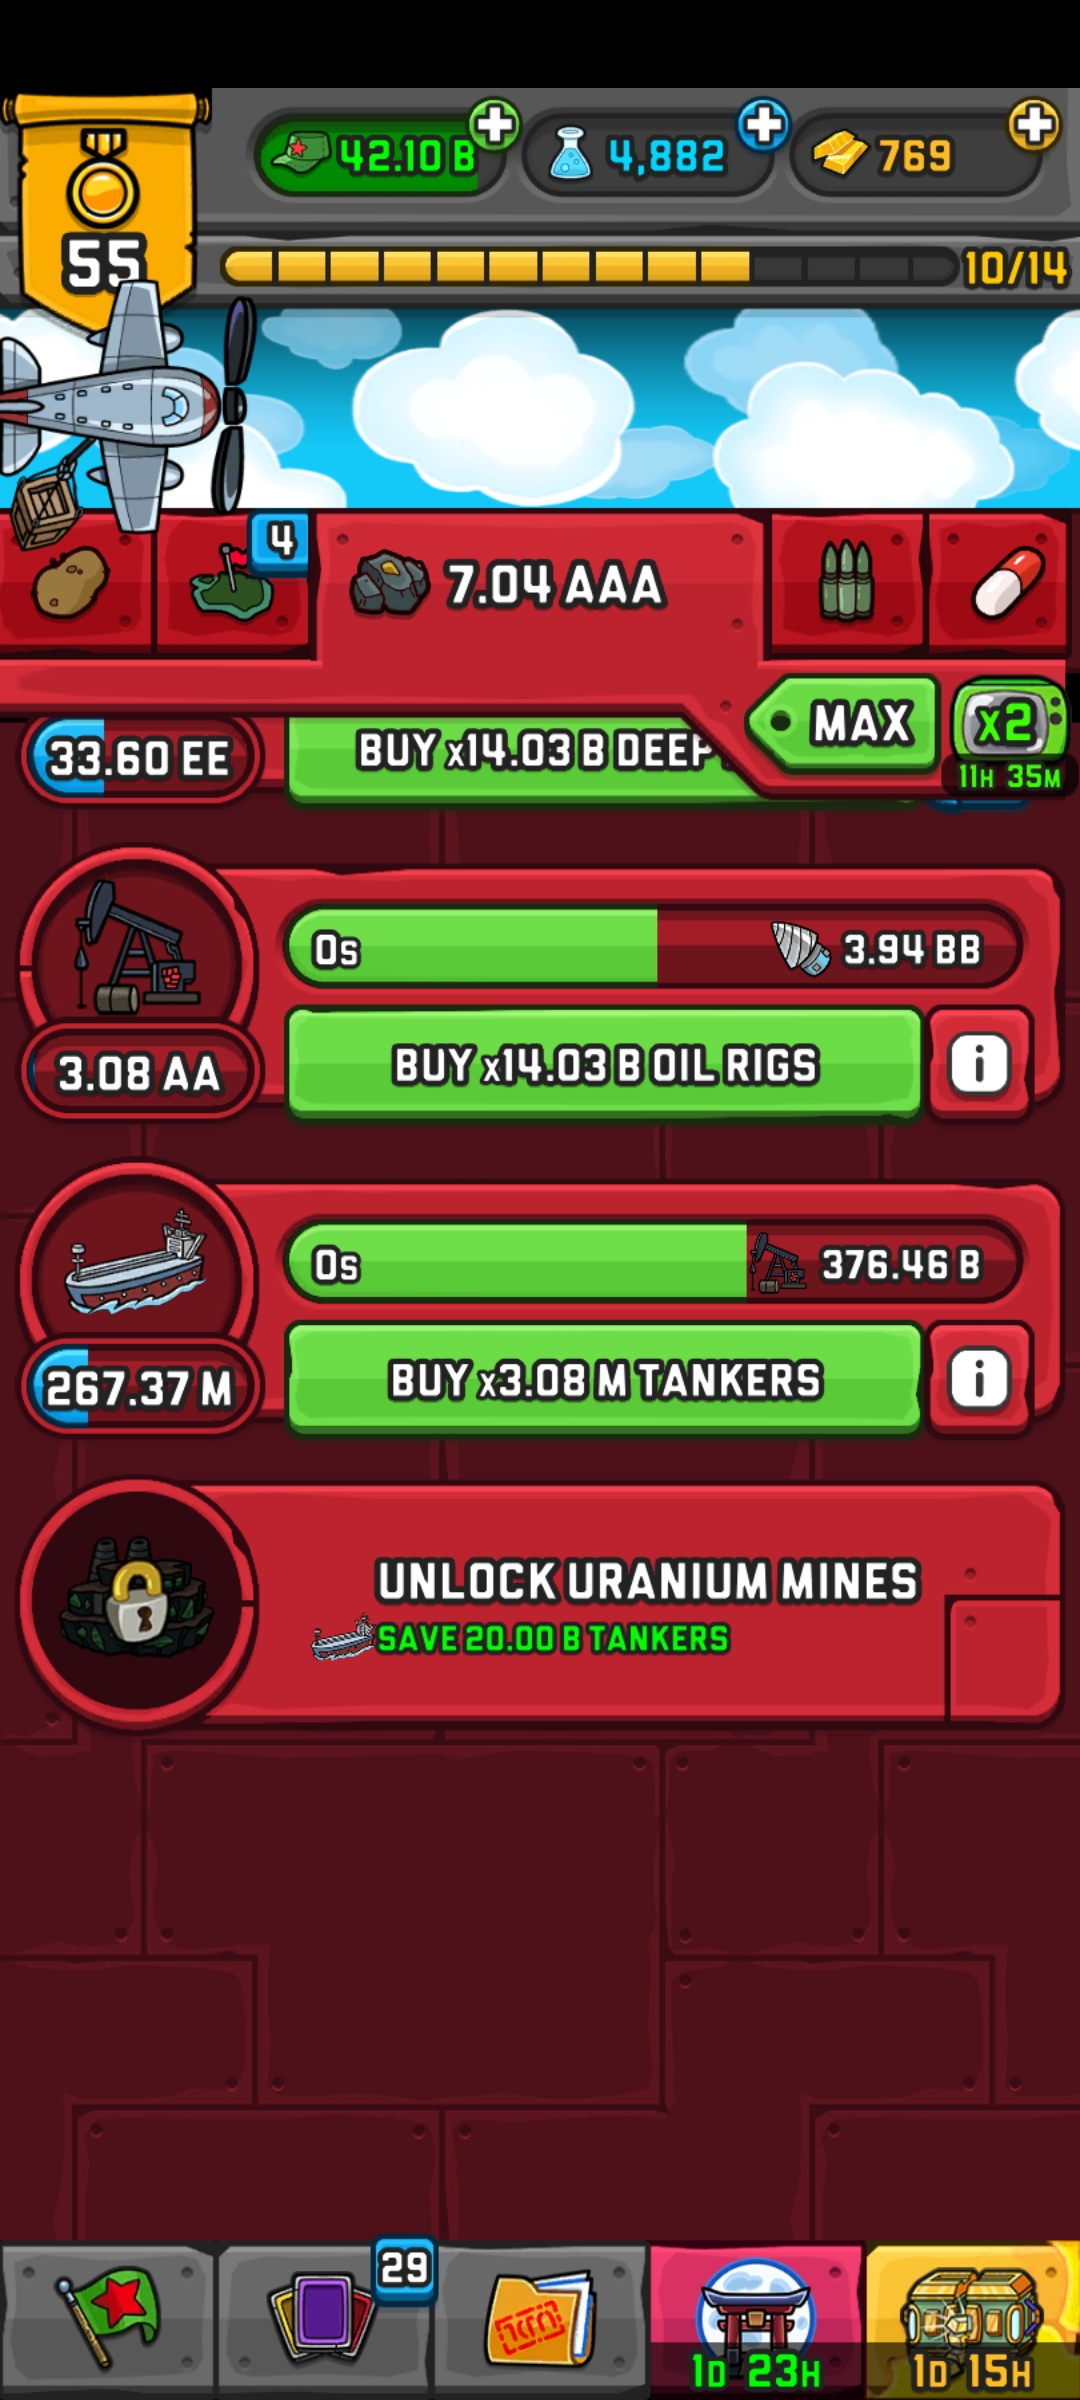 42.10 B
4,882
769
55
10/14
4
7.04 AAA
MAX
X2
11H 35M
33.60 EE
BUY x14.03 B DEEP
0s
3.94 BB
3.08 AA
BUY x14.03 B OIL RIGS
i
0s
376.46 B
267.37 M
BUY x3.08 M TANKERS
i
UNLOCK URANIUM MINES
SAVE 20.00 B TANKERS
29
1D 23H
1D 15H